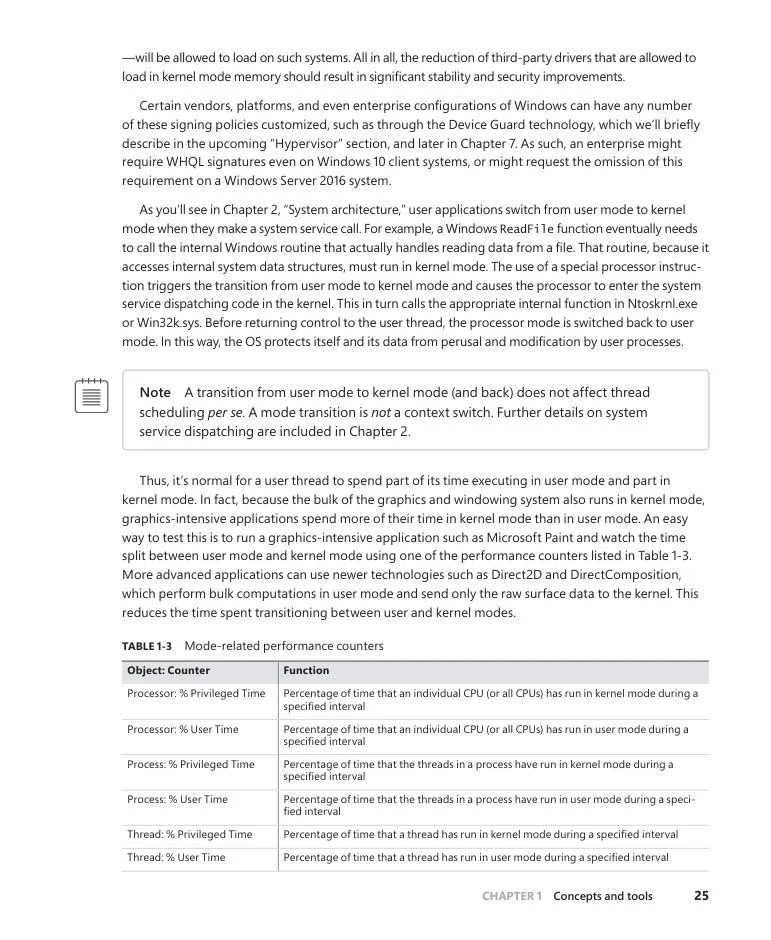 —will be allowed to load on such systems. All in all, the reduction of third-party drivers that are allowed to
load in kernel mode memory should result in significant stability and security improvements.
Certain vendors, platforms, and even enterprise configurations of Windows can have any number
of these signing policies customized, such as through the Device Guard technology, which we’ll briefly
describe in the upcoming “Hypervisor” section, and later in Chapter 7. As such, an enterprise might
require WHQL signatures even on Windows 10 client systems, or might request the omission of this
requirement on a Windows Server 2016 system.
As you’ll see in Chapter 2, “System architecture,” user applications switch from user mode to kernel
mode when they make a system service call. For example, a Windows ReadFile function eventually needs
to call the internal Windows routine that actually handles reading data from a file. That routine, because it
accesses internal system data structures, must run in kernel mode. The use of a special processor instruc-
tion triggers the transition from user mode to kernel mode and causes the processor to enter the system
service dispatching code in the kernel. This in turn calls the appropriate internal function in Ntoskrnl.exe
or Win32k.sys. Before returning control to the user thread, the processor mode is switched back to user
mode. In this way, the OS protects itself and its data from perusal and modification by user processes.
Note A transition from user mode to kernel mode (and back) does not affect thread
scheduling per se. A mode transition is not a context switch. Further details on system
service dispatching are included in Chapter 2.
Thus, it’s normal for a user thread to spend part of its time executing in user mode and part in
kernel mode. In fact, because the bulk of the graphics and windowing system also runs in kernel mode,
graphics-intensive applications spend more of their time in kernel mode than in user mode. An easy
way to test this is to run a graphics-intensive application such as Microsoft Paint and watch the time
split between user mode and kernel mode using one of the performance counters listed in Table 1-3.
More advanced applications can use newer technologies such as Direct2D and DirectComposition,
which perform bulk computations in user mode and send only the raw surface data to the kernel. This
reduces the time spent transitioning between user and kernel modes.
TABLE 1-3 Mode-related performance counters
Object: Counter Function
Processor: % Privileged Time Percentage of time that an individual CPU (or all CPUs) has run in kernel mode during a
specified interval
Processor: % User Time Percentage of time that an individual CPU (or all CPUs) has run in user mode during a
specified interval
Process: % Privileged Time Percentage of time that the threads in a process have run in kernel mode during a
specified interval
Process: % User Time Percentage of time that the threads in a process have run in user mode during a speci-
fied interval
Thread: % Privileged Time Percentage of time that a thread has run in kernel mode during a specified interval
Thread: % User Time Percentage of time that a thread has run in user mode during a specified interval
CHAPTER 1 Concepts and tools 25